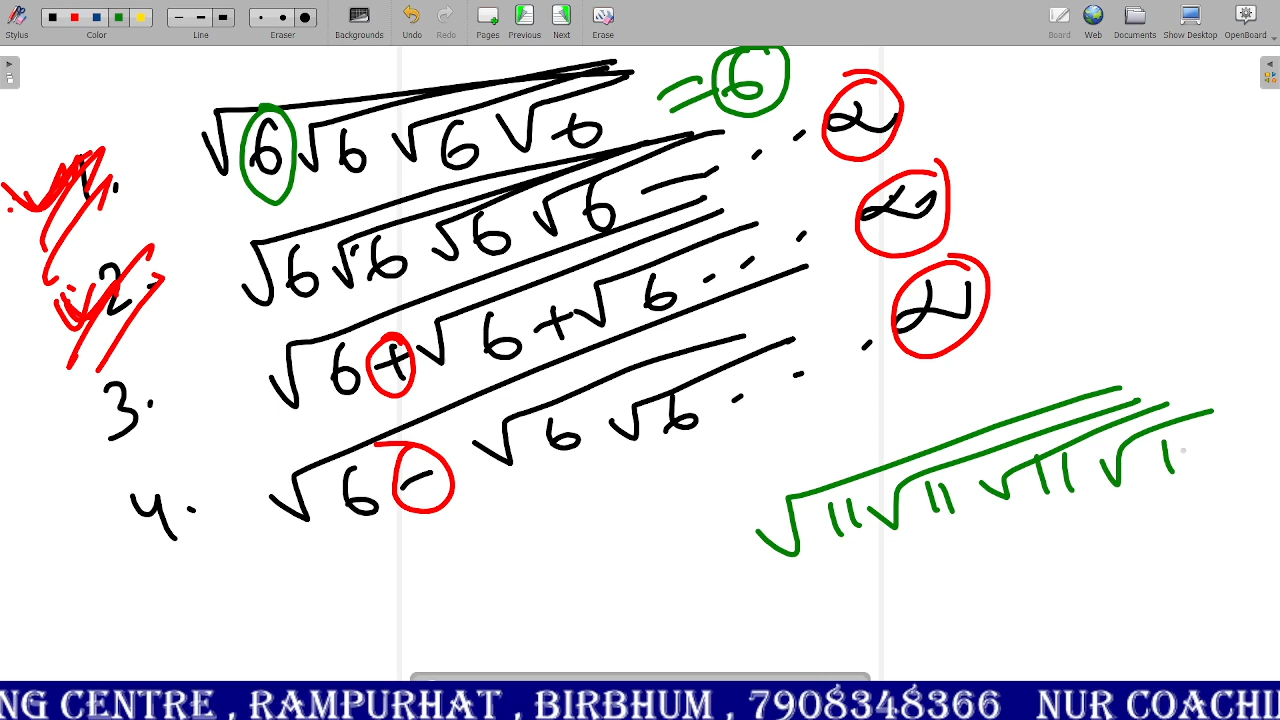 Stylus Color Line Eraser Backgrounds Undo Redo Pages Previous Next Erase Board Web Documents Show Desktop OpenBoard
1. √6√6√6√6 = 6
2. √6√6√6√6 — . . . ∝
3. √6+√6+√6 . . . ∝
4. √6-√6√6 . . . ∝
√11√11√11√1
NG CENTRE , RAMPURHAT , BIRBHUM , 7908348366 NUR COACHI